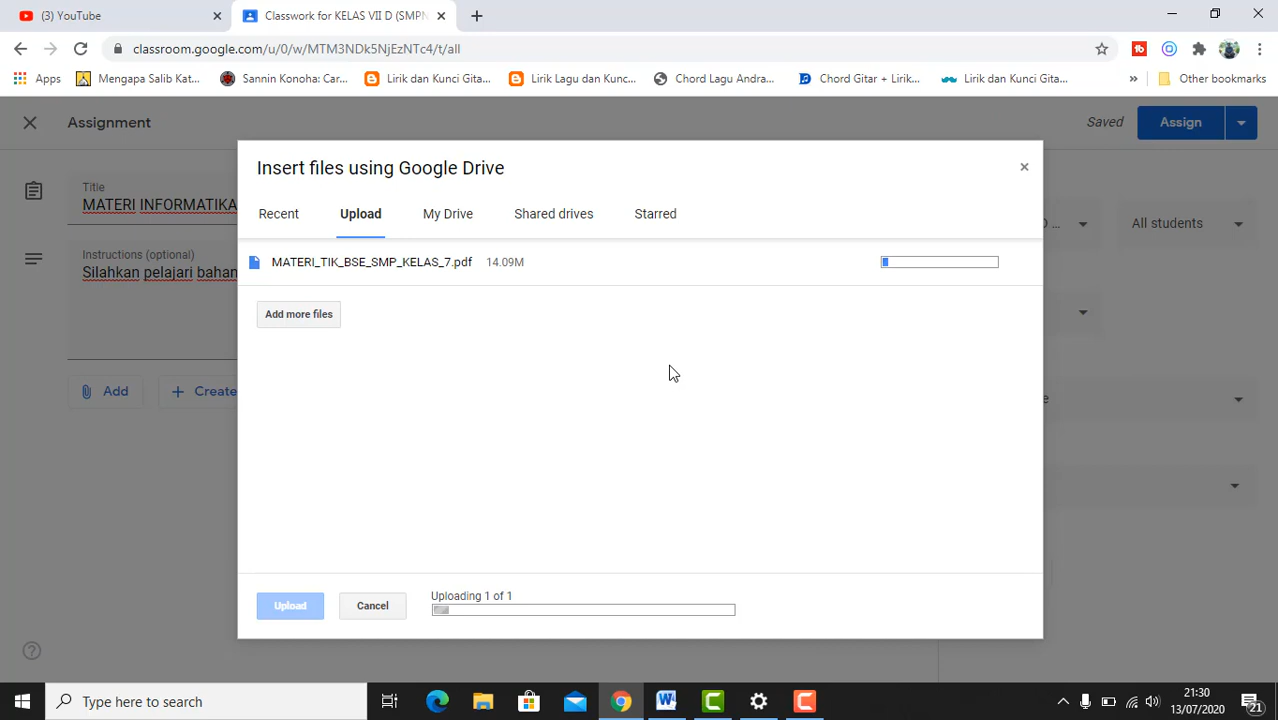 (3) YouTube
Classwork for KELAS VII D (SMPN
classroom.google.com/u/0/w/MTM3NDk5NjEzNTc4/t/all
Apps
Mengapa Salib Kat...
Sannin Konoha: Car...
Lirik dan Kunci Gita...
Lirik Lagu dan Kunc...
Chord Lagu Andra...
Chord Gitar + Lirik...
Lirik dan Kunci Gita...
Other bookmarks
Assignment
Saved
Assign
Title
MATERI INFORMATIKA
Instructions (optional)
Silahkan pelajari bahan
Add
Create
All students
Insert files using Google Drive
Recent
Upload
My Drive
Shared drives
Starred
MATERI_TIK_BSE_SMP_KELAS_7.pdf 14.09M
Add more files
Upload
Cancel
Uploading 1 of 1
Type here to search
21:30
13/07/2020
21